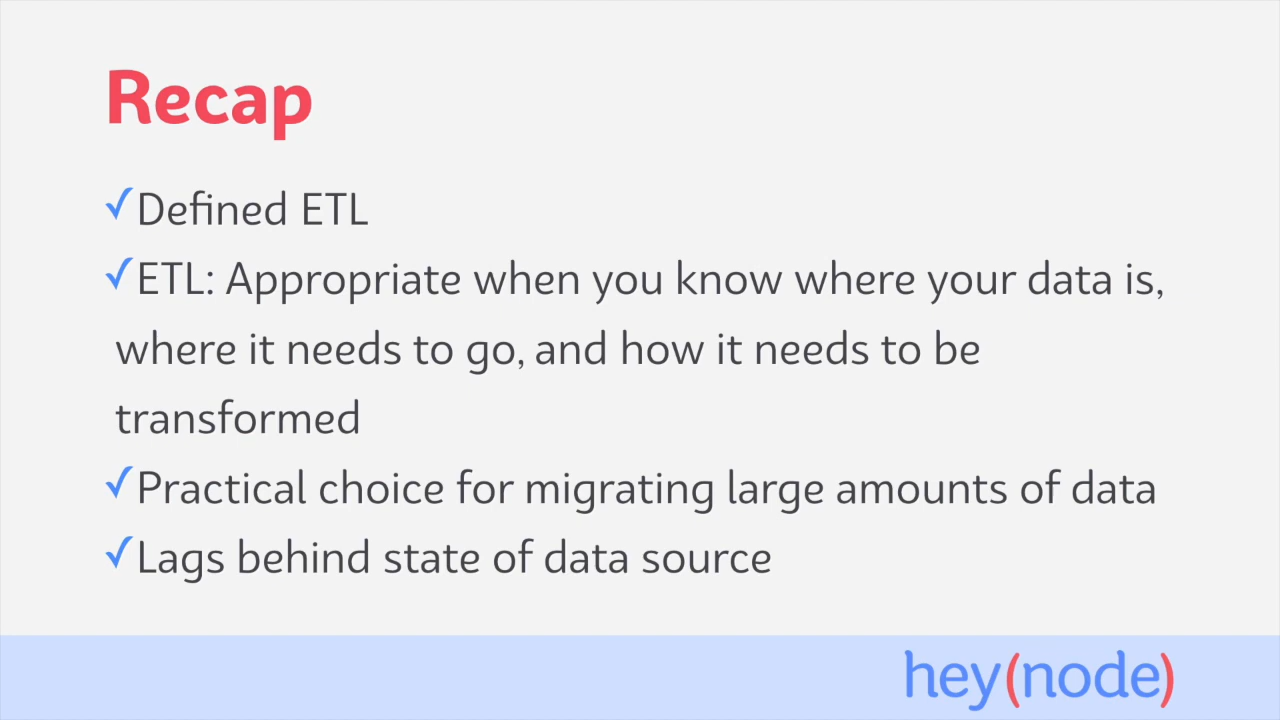 Recap
✓Defined ETL
✓ETL: Appropriate when you know where your data is,
where it needs to go, and how it needs to be
transformed
✓Practical choice for migrating large amounts of data
✓Lags behind state of data source
hey(node)